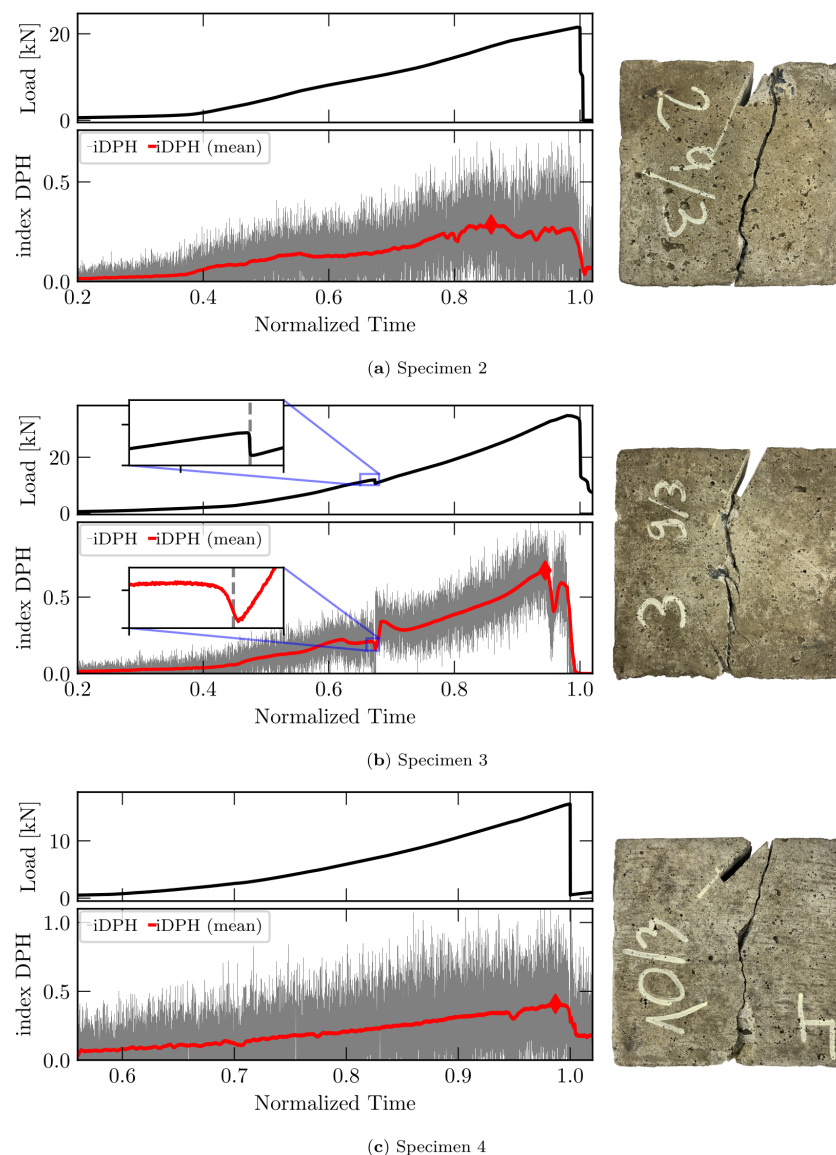 Load [kN]
20
0
iDPH iDPH (mean)
index DPH
0.5
0.0
0.2 0.4 0.6 0.8 1.0
Normalized Time
(a) Specimen 2
Load [kN]
20
0
iDPH iDPH (mean)
index DPH
0.5
0.0
0.2 0.4 0.6 0.8 1.0
Normalized Time
3 9/3
(b) Specimen 3
Load [kN]
10
0
iDPH iDPH (mean)
index DPH
1.0
0.5
0.0
0.6 0.7 0.8 0.9 1.0
Normalized Time
10/3
I
(c) Specimen 4